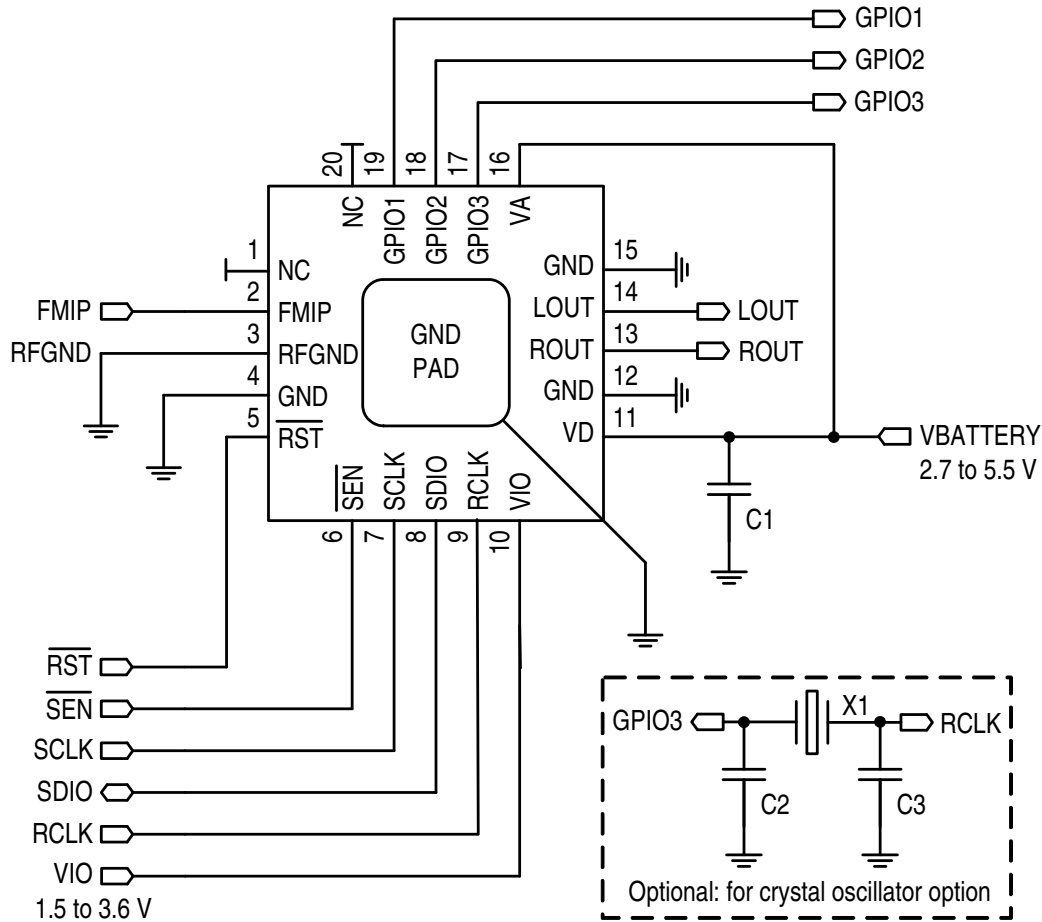 GPIO1
GPIO2
GPIO3
20
19
18
17
16
NC
GPIO1
GPIO2
GPIO3
VA
1
NC
2
FMIP
FMIP
3
RFGND
RFGND
4
GND
5
RST
GND
PAD
15
GND
14
LOUT
LOUT
13
ROUT
ROUT
12
GND
11
VD
VBATTERY
2.7 to 5.5 V
C1
SEN
SCLK
SDIO
RCLK
VIO
6
7
8
9
10
RST
SEN
SCLK
SDIO
RCLK
VIO
1.5 to 3.6 V
GPIO3
X1
RCLK
C2
C3
Optional: for crystal oscillator option